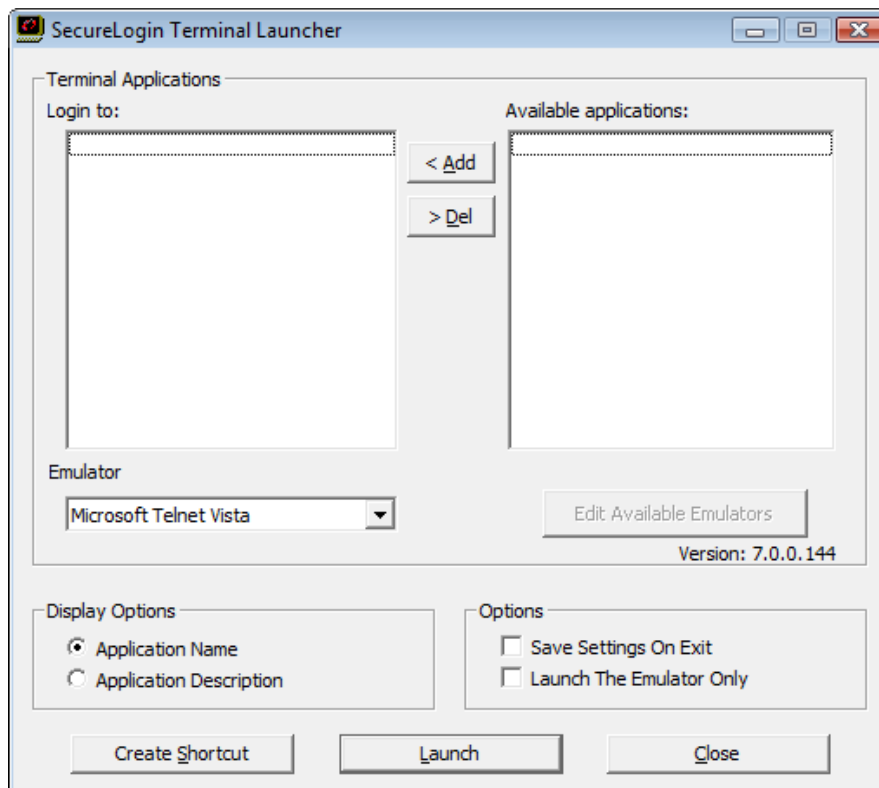 SecureLogin Terminal Launcher
Terminal Applications
Login to:
Available applications:
< Add
> Del
Emulator
Microsoft Telnet Vista
Edit Available Emulators
Version: 7.0.0.144
Display Options
Application Name
Application Description
Options
Save Settings On Exit
Launch The Emulator Only
Create Shortcut
Launch
Close